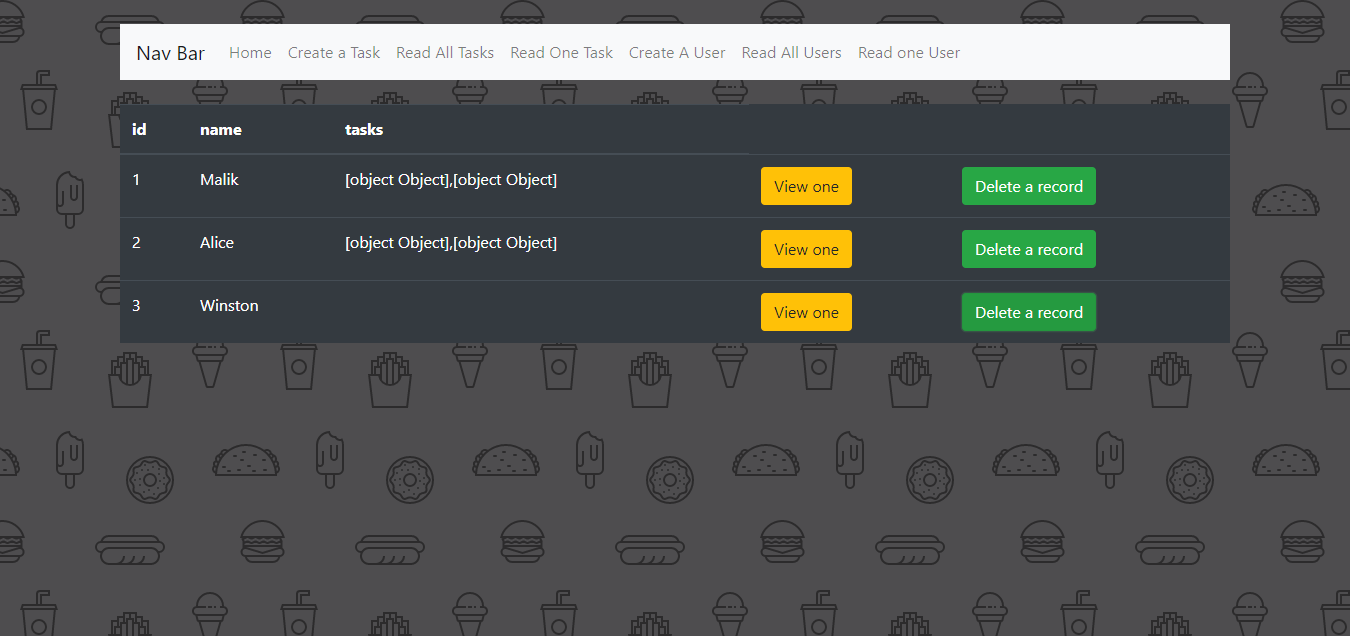 Nav Bar Home Create a Task Read All Tasks Read One Task Create A User Read All Users Read one User
id name tasks
1 Malik [object Object],[object Object] View one Delete a record
2 Alice [object Object],[object Object] View one Delete a record
3 Winston View one Delete a record